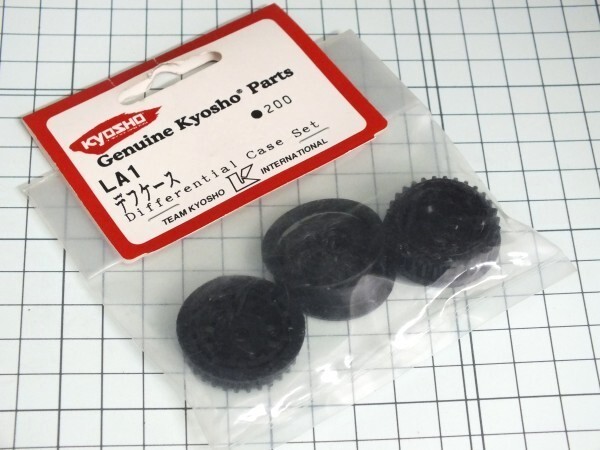 KYOSHO
Genuine Kyosho® Parts
●200
LA1
デフケース
Differential Case Set
TEAM KYOSHO K INTERNATIONAL